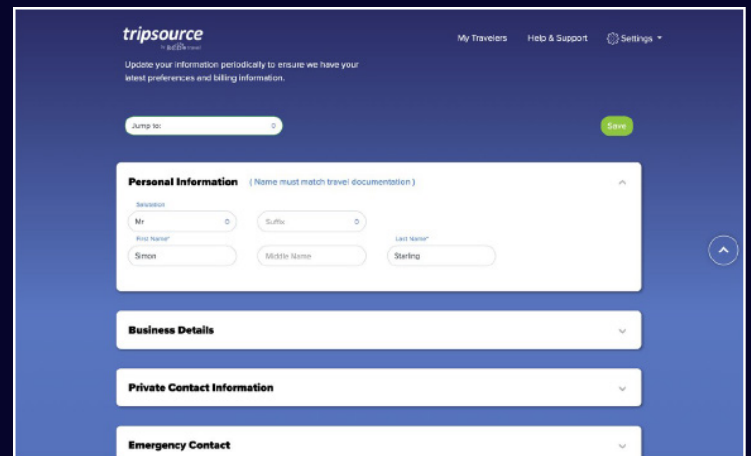 tripsource
My Travelers Help & Support Settings
Update your information periodically to ensure we have your
latest preferences and billing information.
Jump to:
Save
Personal Information ( Name must match travel documentation )
Salutation
Mr Suffix
First Name* Last Name*
Simon Middle Name Starling
Business Details
Private Contact Information
Emergency Contact